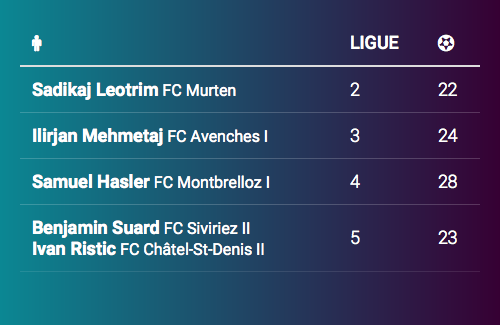 LIGUE
Sadikaj Leotrim FC Murten 2 22
Ilirjan Mehmetaj FC Avenches I 3 24
Samuel Hasler FC Montbrelloz I 4 28
Benjamin Suard FC Siviriez II
Ivan Ristic FC Châtel-St-Denis II 5 23